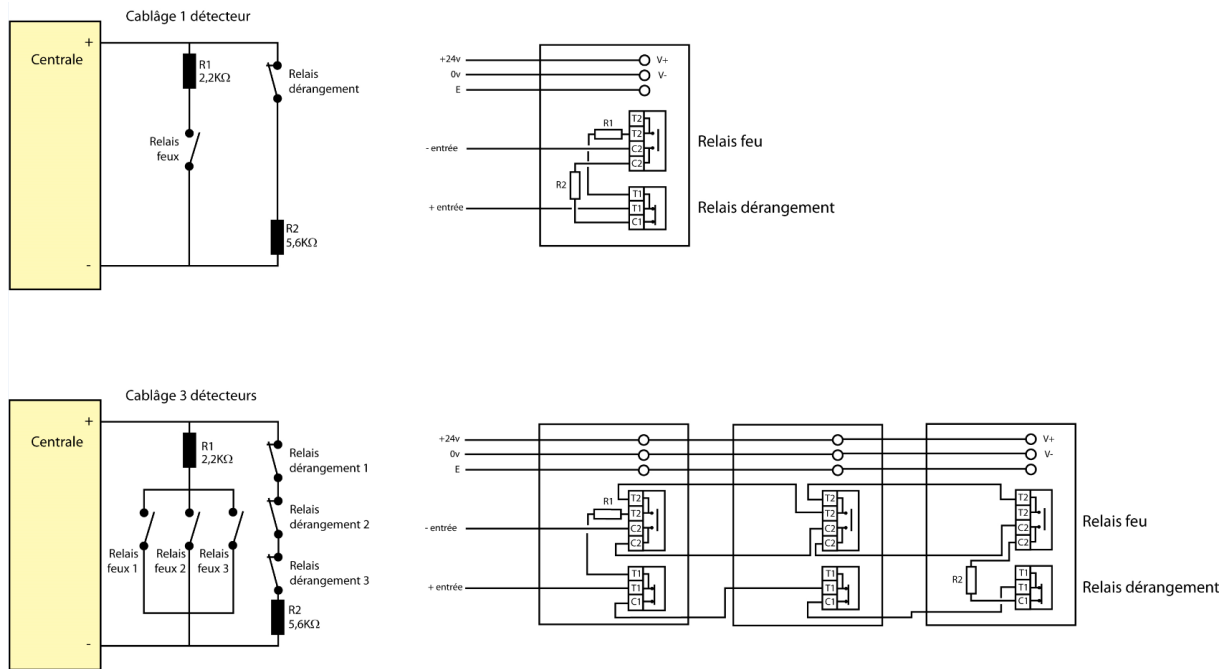 Cablâge 1 détecteur
+
Centrale
R1
2,2KΩ
Relais
dérangement
Relais
feux
R2
5,6KΩ
-
+24v
V+
0v
V-
E
T2
R1
T2
Relais feu
- entrée
C2
C2
R2
T1
+ entrée
T1
Relais dérangement
C1
Cablâge 3 détecteurs
+
Centrale
R1
2,2KΩ
Relais
dérangement 1
Relais
dérangement 2
Relais
feux 1
Relais
feux 2
Relais
feux 3
Relais
dérangement 3
R2
5,6KΩ
-
+24v
V+
0v
V-
E
R1
T2
T2
C2
C2
T2
T2
C2
C2
T2
T2
C2
C2
Relais feu
- entrée
T1
T1
C1
T1
T1
C1
R2
T1
T1
C1
+ entrée
Relais dérangement